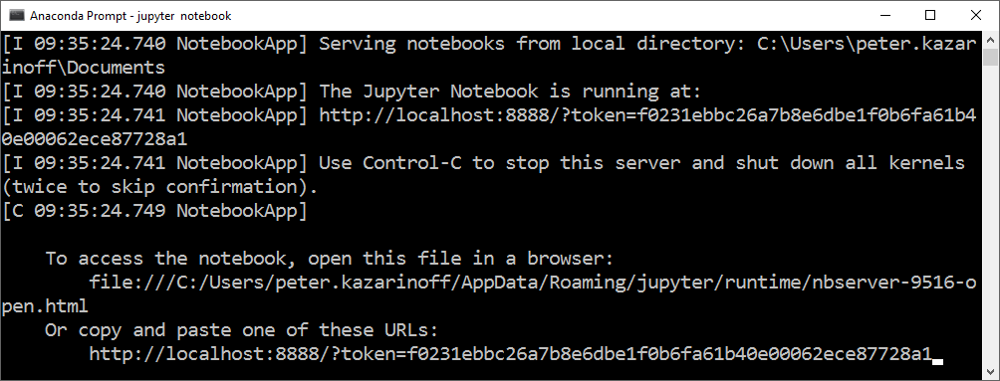 Anaconda Prompt - jupyter notebook
[I 09:35:24.740 NotebookApp] Serving notebooks from local directory: C:\Users\peter.kazar
inoff\Documents
[I 09:35:24.740 NotebookApp] The Jupyter Notebook is running at:
[I 09:35:24.741 NotebookApp] http://localhost:8888/?token=f0231ebbc26a7b8e6dbe1f0b6fa61b4
0e00062ece87728a1
[I 09:35:24.741 NotebookApp] Use Control-C to stop this server and shut down all kernels
(twice to skip confirmation).
[C 09:35:24.749 NotebookApp]
To access the notebook, open this file in a browser:
file:///C:/Users/peter.kazarinoff/AppData/Roaming/jupyter/runtime/nbserver-9516-o
pen.html
Or copy and paste one of these URLs:
http://localhost:8888/?token=f0231ebbc26a7b8e6dbe1f0b6fa61b40e00062ece87728a1